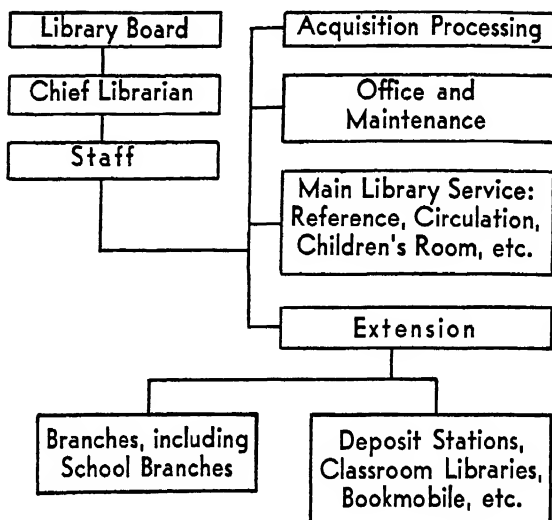 Library Board
Chief Librarian
Staff
Acquisition Processing
Office and
Maintenance
Main Library Service:
Reference, Circulation,
Children's Room, etc.
Extension
Branches, including
School Branches
Deposit Stations,
Classroom Libraries,
Bookmobile, etc.